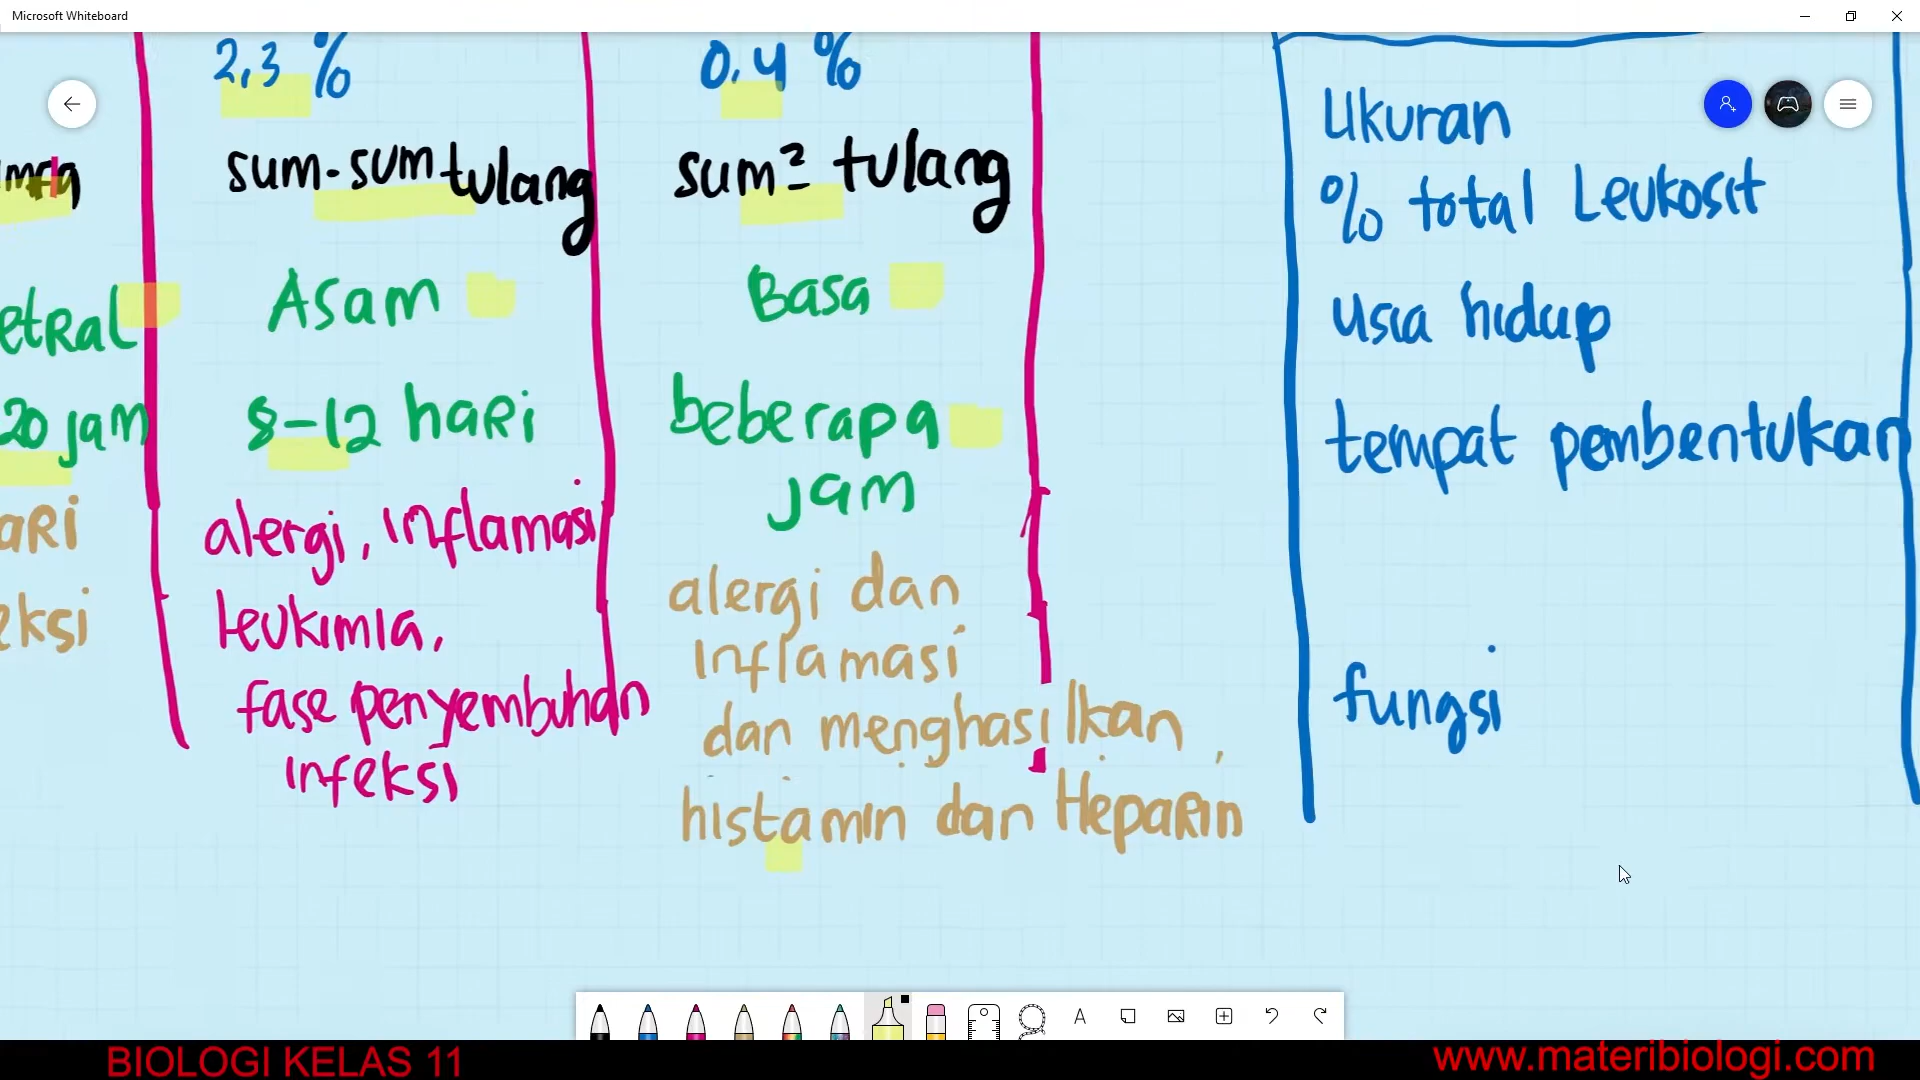 Microsoft Whiteboard
2,3 %
sum-sum tulang
Asam
8-12 hari
alergi, inflamasi
leukimia,
fase penyembuhan
infeksi
0,4 %
sum² tulang
Basa
beberapa
jam
alergi dan
inflamasi
dan menghasilkan
histamin dan Heparin
etral
20 jam
ari
eksi
Ukuran
% total Leukosit
usia hidup
tempat pembentukan
fungsi
BIOLOGI KELAS 11
www.materibiologi.com